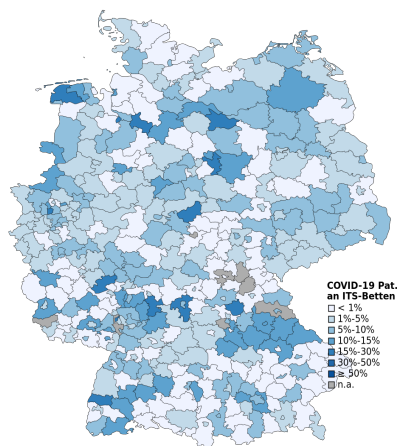 COVID-19 Pat.
an ITS-Betten
< 1%
1%-5%
5%-10%
10%-15%
15%-30%
30%-50%
≥ 50%
n.a.